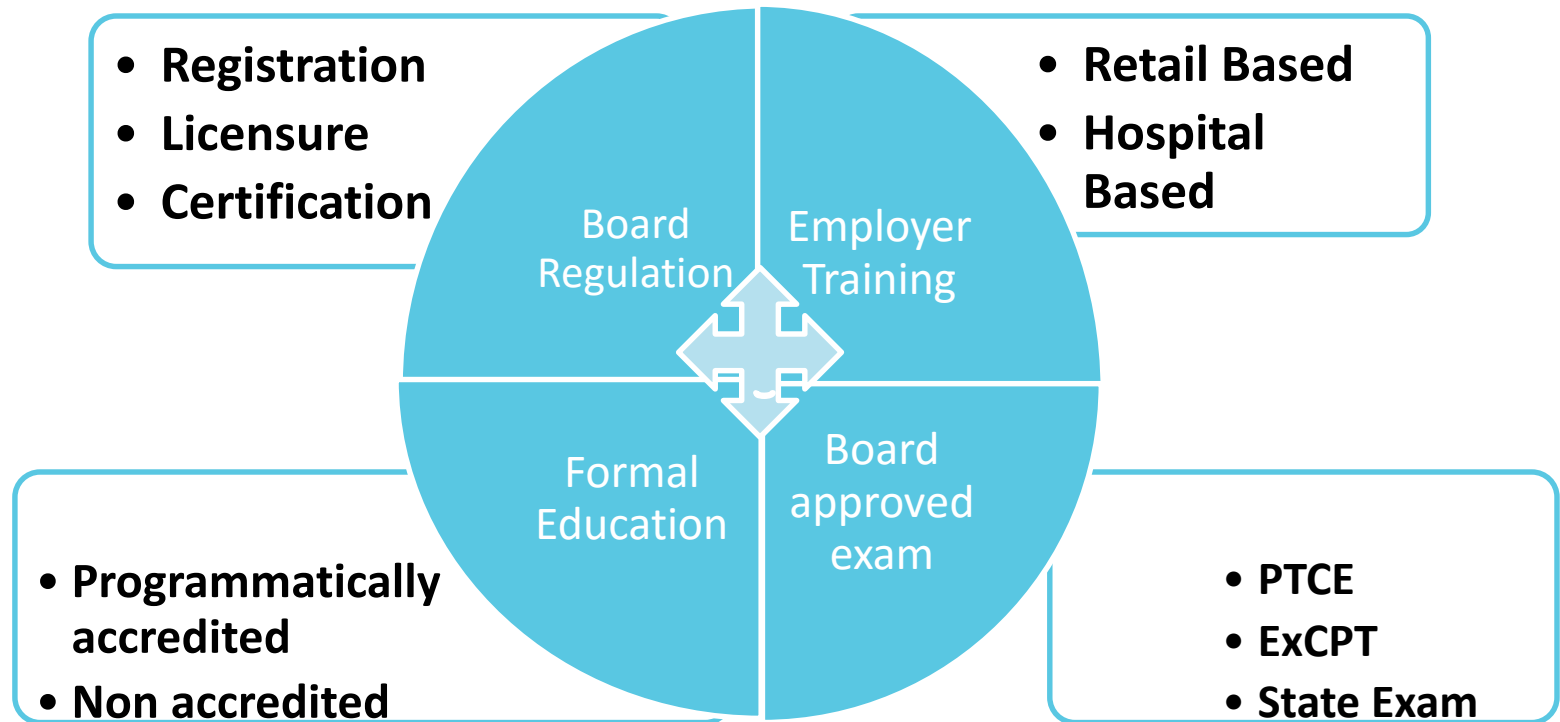 • Registration
• Licensure
• Certification
• Retail Based
• Hospital
Based
Board
Regulation
Employer
Training
Formal
Education
Board
approved
exam
• Programmatically
accredited
• Non accredited
• PTCE
• ExCPT
• State Exam